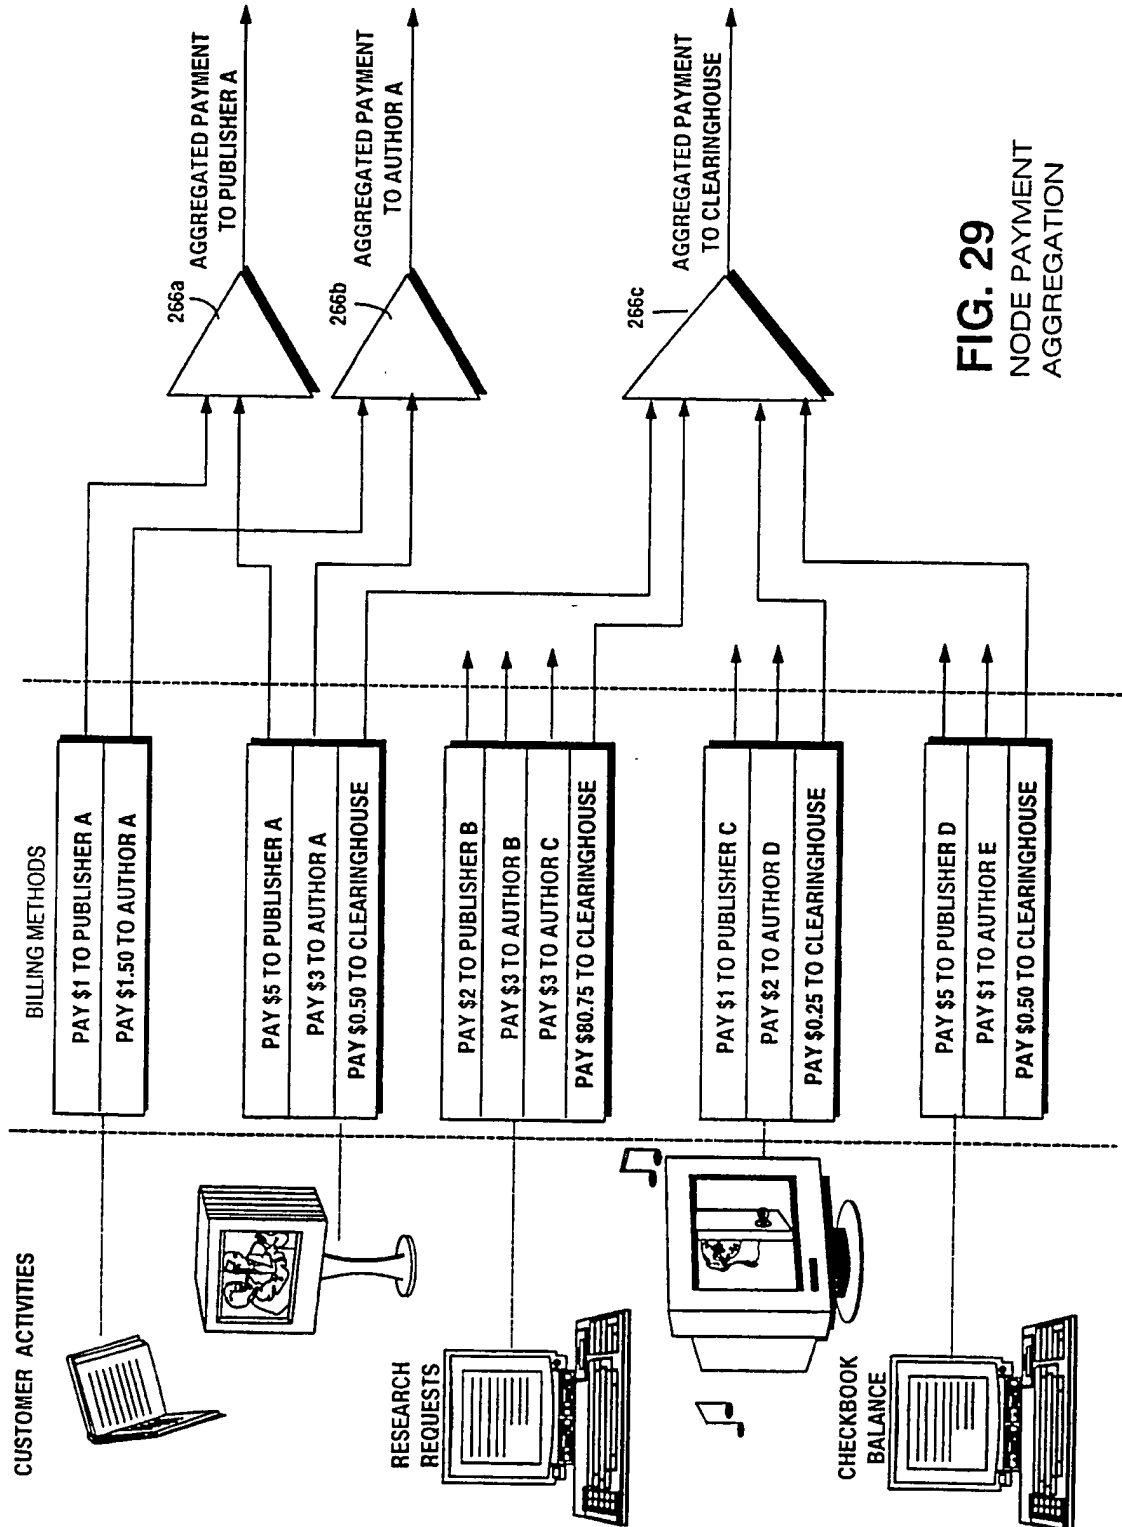 CUSTOMER ACTIVITIES
BILLING METHODS
PAY $1 TO PUBLISHER A
PAY $1.50 TO AUTHOR A
PAY $5 TO PUBLISHER A
PAY $3 TO AUTHOR A
PAY $0.50 TO CLEARINGHOUSE
RESEARCH
REQUESTS
PAY $2 TO PUBLISHER B
PAY $3 TO AUTHOR B
PAY $3 TO AUTHOR C
PAY $80.75 TO CLEARINGHOUSE
PAY $1 TO PUBLISHER C
PAY $2 TO AUTHOR D
PAY $0.25 TO CLEARINGHOUSE
CHECKBOOK
BALANCE
PAY $5 TO PUBLISHER D
PAY $1 TO AUTHOR E
PAY $0.50 TO CLEARINGHOUSE
266a
AGGREGATED PAYMENT
TO PUBLISHER A
266b
AGGREGATED PAYMENT
TO AUTHOR A
266c
AGGREGATED PAYMENT
TO CLEARINGHOUSE
FIG. 29
NODE PAYMENT
AGGREGATION